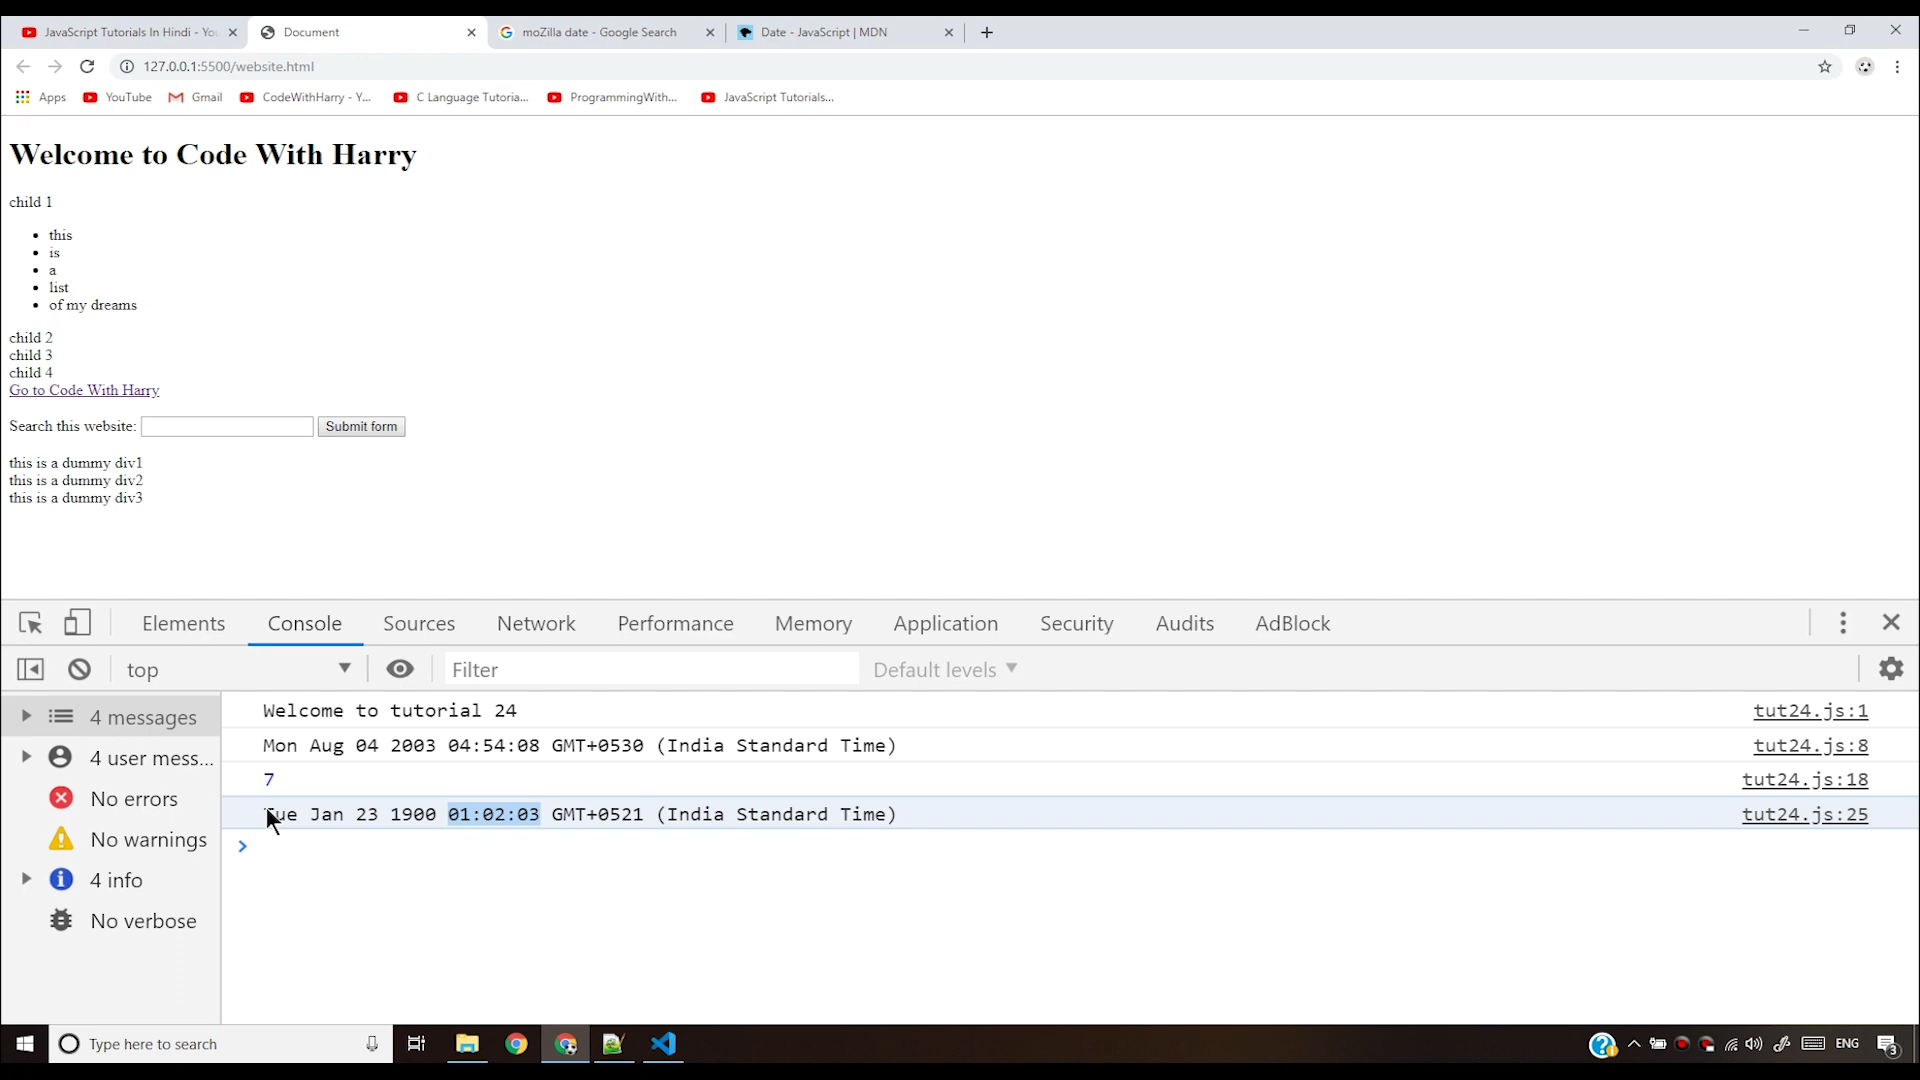 JavaScript Tutorials In Hindi - You
Document
moZilla date - Google Search
Date - JavaScript | MDN
127.0.0.1:5500/website.html
Apps
YouTube
Gmail
CodeWithHarry - Y...
C Language Tutoria...
ProgrammingWith...
JavaScript Tutorials...
Welcome to Code With Harry
child 1
this
is
a
list
of my dreams
child 2
child 3
child 4
Go to Code With Harry
Search this website:
Submit form
this is a dummy div1
this is a dummy div2
this is a dummy div3
Elements
Console
Sources
Network
Performance
Memory
Application
Security
Audits
AdBlock
top
Filter
Default levels
4 messages
4 user mess...
No errors
No warnings
4 info
No verbose
Welcome to tutorial 24 tut24.js:1
Mon Aug 04 2003 04:54:08 GMT+0530 (India Standard Time) tut24.js:8
7 tut24.js:18
Tue Jan 23 1900 01:02:03 GMT+0521 (India Standard Time) tut24.js:25
Type here to search
ENG
3